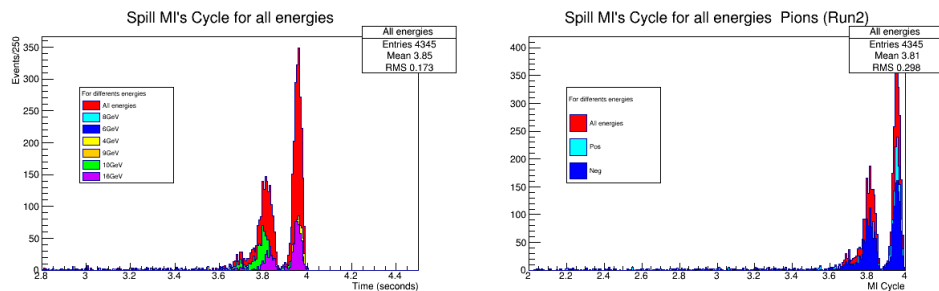 Spill MI's Cycle for all energies
All energies
Entries 4345
Mean 3.85
RMS 0.173
Events/250
350
300
250
200
150
100
50
0
For differents energies
All energies
8GeV
6GeV
4GeV
9GeV
10GeV
16GeV
2.8 3 3.2 3.4 3.6 3.8 4 4.2 4.4
Time (seconds)
Spill MI's Cycle for all energies Pions (Run2)
All energies
Entries 4345
Mean 3.81
RMS 0.298
400
350
300
250
200
150
100
50
0
For differents energies
All energies
Pos
Neg
2 2.2 2.4 2.6 2.8 3 3.2 3.4 3.6 3.8 4
MI Cycle